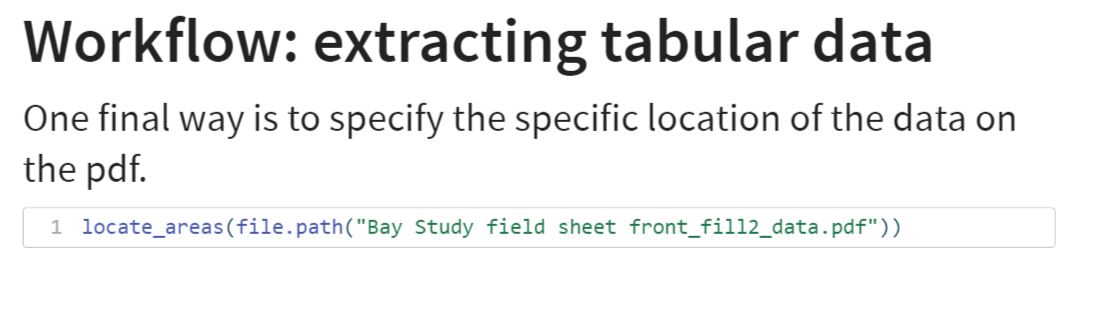 Workflow: extracting tabular data
One final way is to specify the specific location of the data on
the pdf.
1 locate_areas(file.path("Bay Study field sheet front_fill2_data.pdf"))